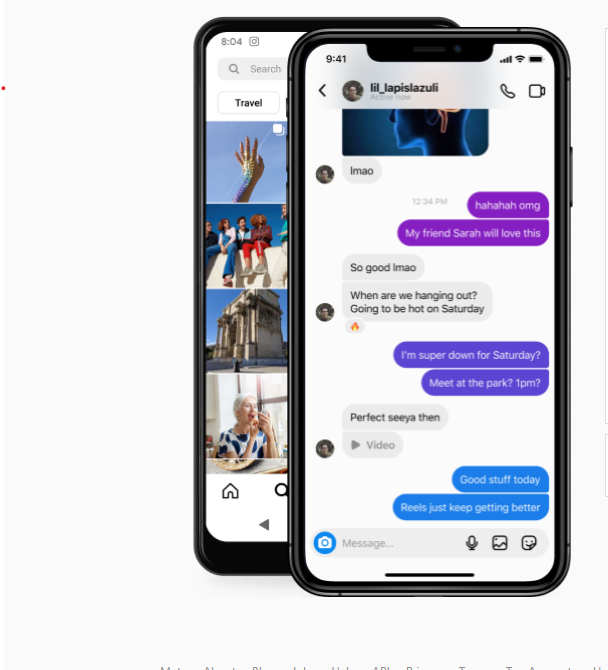 8:04
Search
Travel
9:41
lil_lapislazuli
Active now
lmao
12:34 PM
hahahah omg
My friend Sarah will love this
So good lmao
When are we hanging out?
Going to be hot on Saturday
🔥
I'm super down for Saturday?
Meet at the park? 1pm?
Perfect seeya then
Video
Good stuff today
Reels just keep getting better
Message...